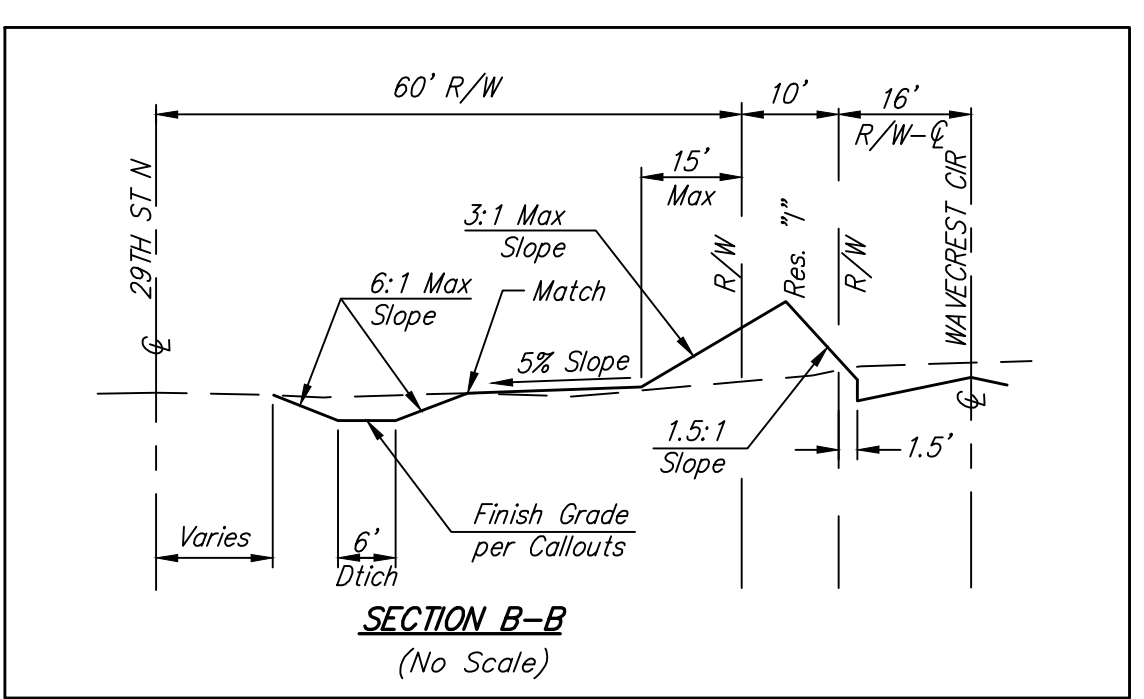 60' R/W
10'
16'
R/W-℄
15'
Max
29TH ST N
℄
3:1 Max
Slope
R/W
Res. "1"
R/W
WAVECREST CIR
℄
6:1 Max
Slope
Match
5% Slope
1.5:1
Slope
1.5'
Finish Grade
per Callouts
Varies
6'
Dtich
SECTION B-B
(No Scale)